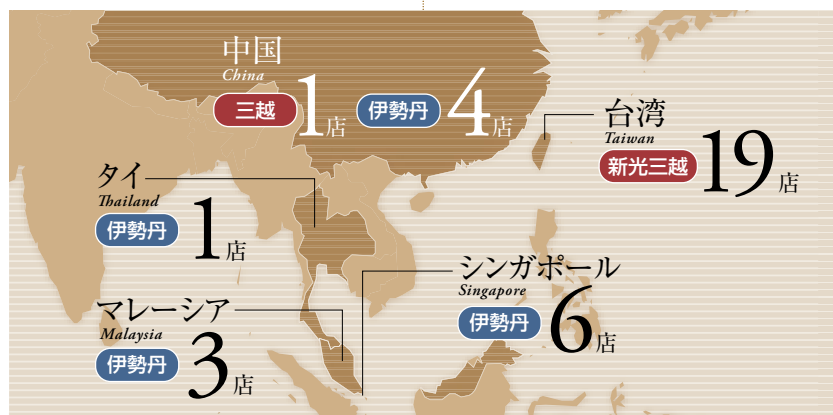 中国
China
三越 1店 伊勢丹 4店
台湾
Taiwan
新光三越 19店
タイ
Thailand
伊勢丹 1店
シンガポール
Singapore
伊勢丹 6店
マレーシア
Malaysia
伊勢丹 3店